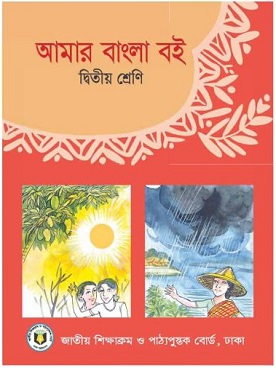 আমার বাংলা বই
দ্বিতীয় শ্রেণি
জাতীয় শিক্ষাক্রম ও পাঠ্যপুস্তক বোর্ড, ঢাকা